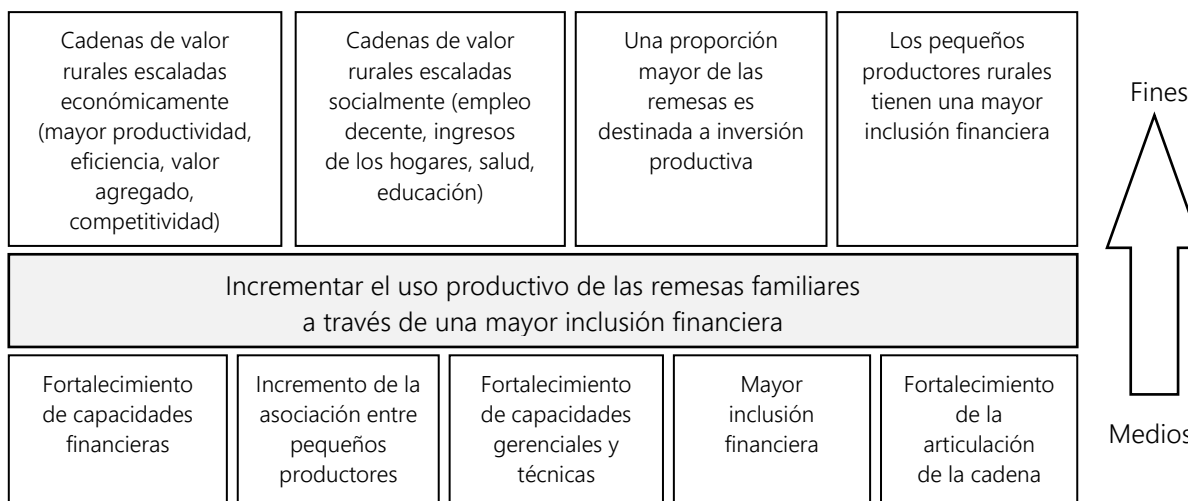 Cadenas de valor
rurales escaladas
económicamente
(mayor productividad,
eficiencia, valor
agregado,
competitividad)
Cadenas de valor
rurales escaladas
socialmente (empleo
decente, ingresos
de los hogares, salud,
educación)
Una proporción
mayor de las
remesas es
destinada a inversión
productiva
Los pequeños
productores rurales
tienen una mayor
inclusión financiera
Fines
Incrementar el uso productivo de las remesas familiares
a través de una mayor inclusión financiera
Fortalecimiento
de capacidades
financieras
Incremento de la
asociación entre
pequeños
productores
Fortalecimiento
de capacidades
gerenciales y
técnicas
Mayor
inclusión
financiera
Fortalecimiento
de la
articulación
de la cadena
Medios